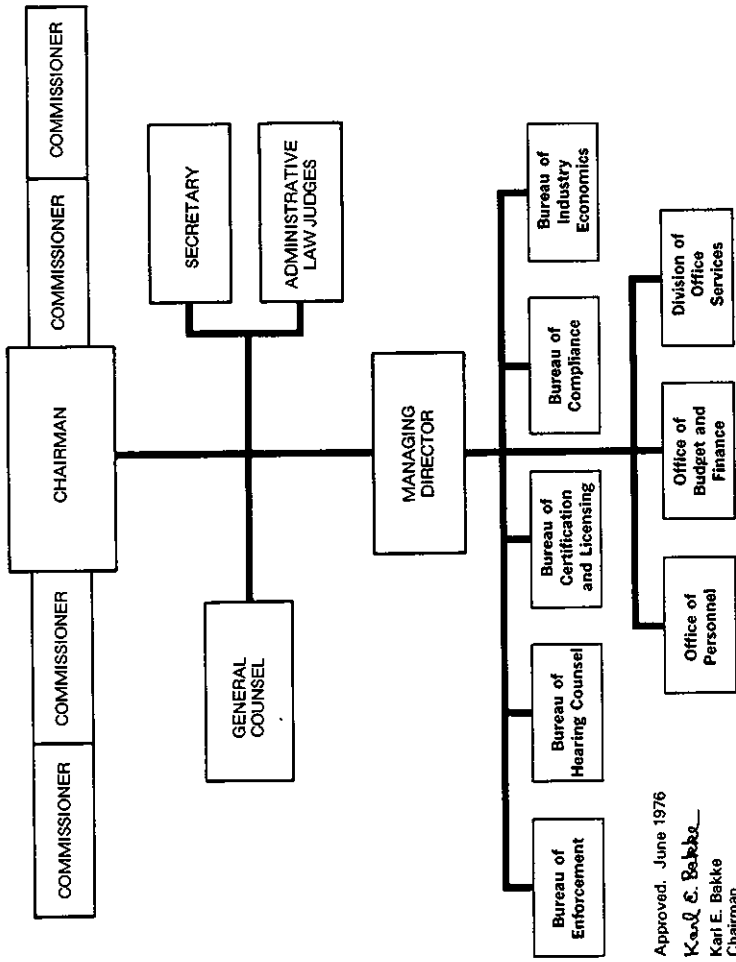 COMMISSIONER
COMMISSIONER
CHAIRMAN
COMMISSIONER
COMMISSIONER
GENERAL
COUNSEL
SECRETARY
ADMINISTRATIVE
LAW JUDGES
MANAGING
DIRECTOR
Bureau of
Enforcement
Bureau of
Hearing Counsel
Bureau of
Certification
and Licensing
Bureau of
Compliance
Bureau of
Industry
Economics
Office of
Personnel
Office of
Budget and
Finance
Division of
Office
Services
Approved. June 1976
Karl E. Bakke
Karl E. Bakke
Chairman